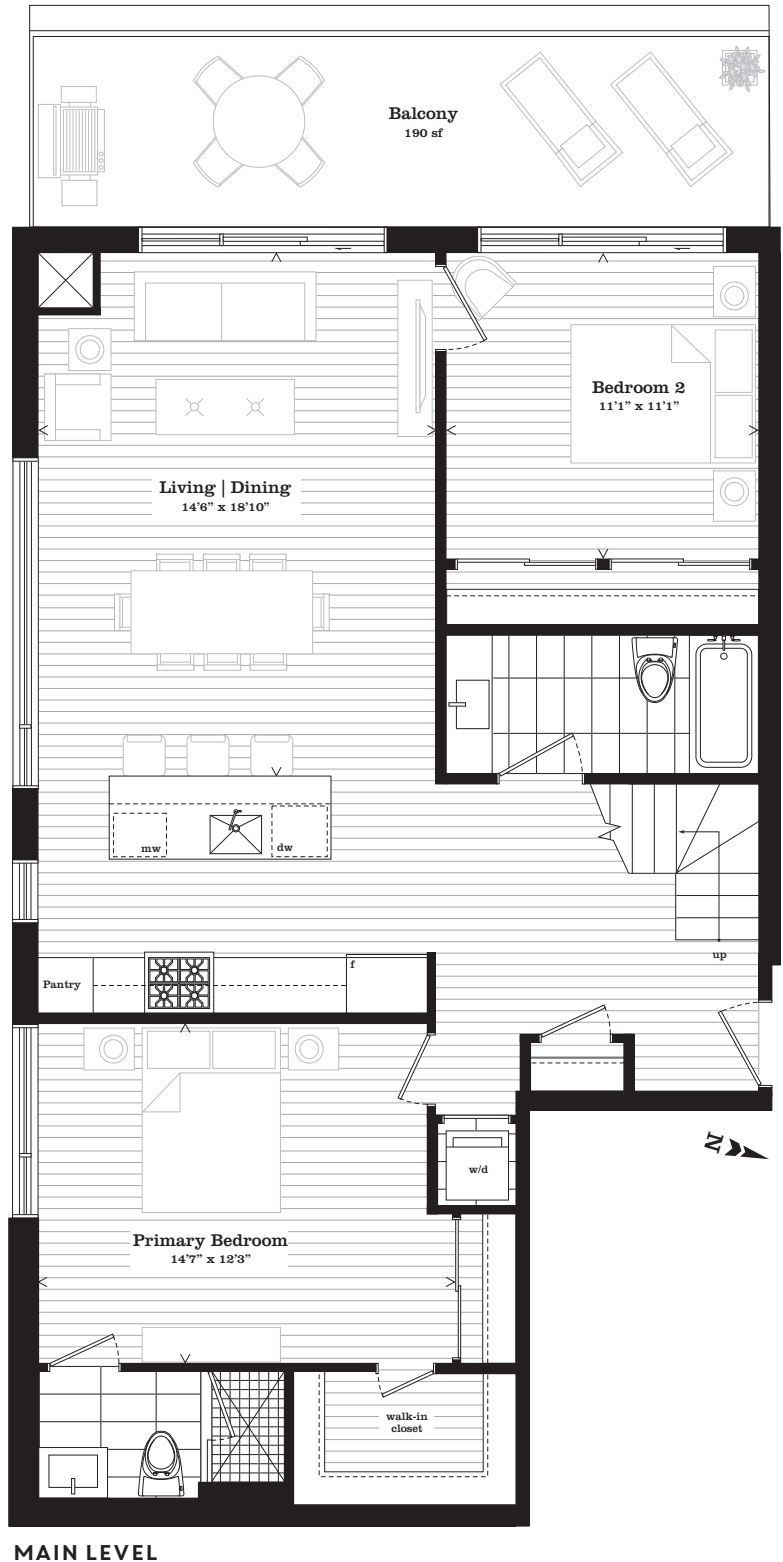 Balcony
190 sf
Bedroom 2
11’1” x 11’1”
Living | Dining
14’6” x 18’10”
mw
dw
up
Pantry
f
N
w/d
Primary Bedroom
14’7” x 12’3”
walk-in
closet
MAIN LEVEL